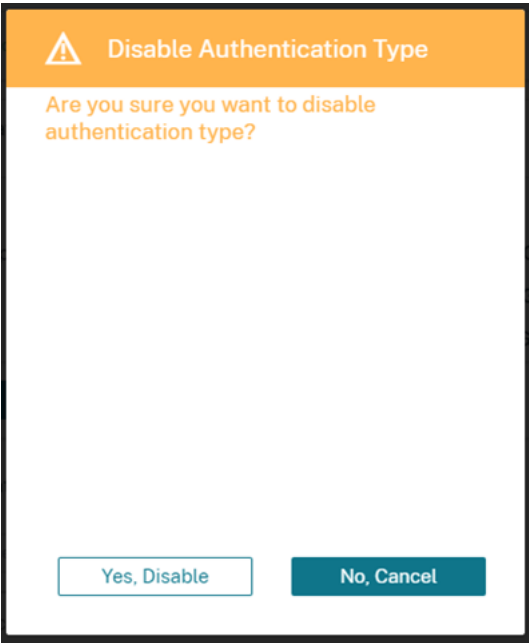 Disable Authentication Type
Are you sure you want to disable
authentication type?
Yes, Disable
No, Cancel